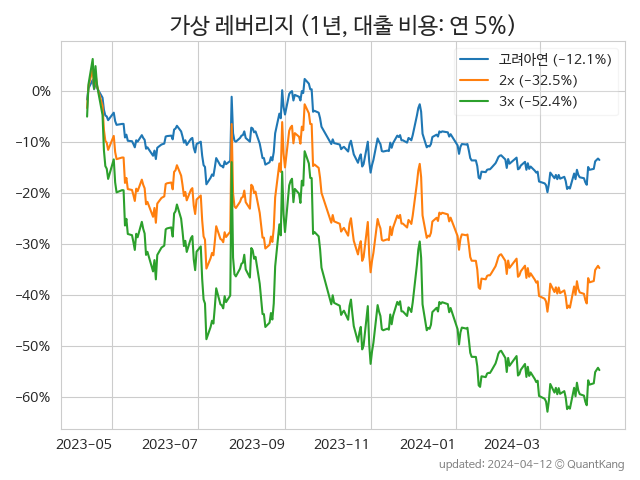 가상 레버리지 (1년, 대출 비용: 연 5%)
고려아연 (−12.1%)
2x (−32.5%)
3x (−52.4%)
0%
−10%
−20%
−30%
−40%
−50%
−60%
2023-05 2023-07 2023-09 2023-11 2024-01 2024-03
updated: 2024-04-12 © QuantKang